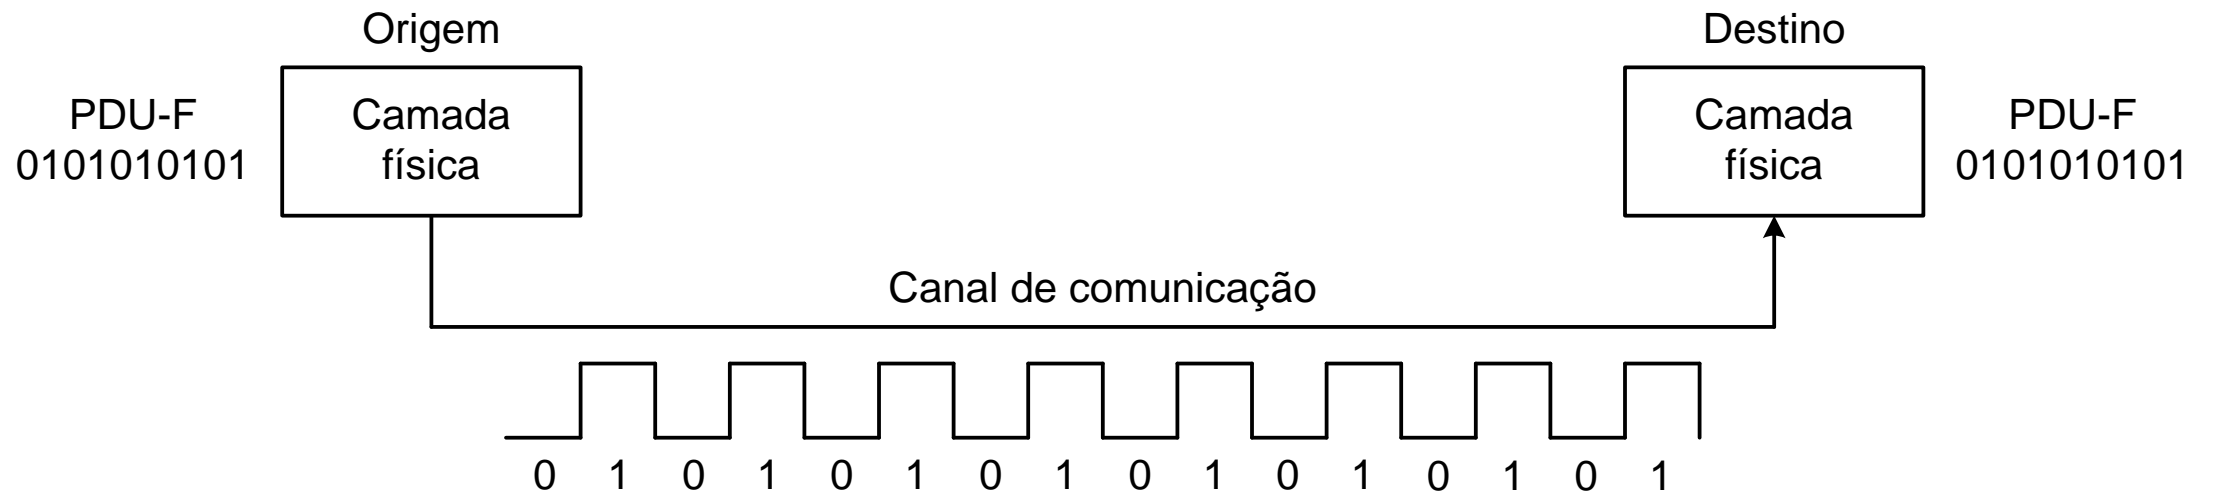 Origem
Destino
PDU-F
0101010101
Camada
física
Camada
física
PDU-F
0101010101
Canal de comunicação
0 1 0 1 0 1 0 1 0 1 0 1 0 1 0 1